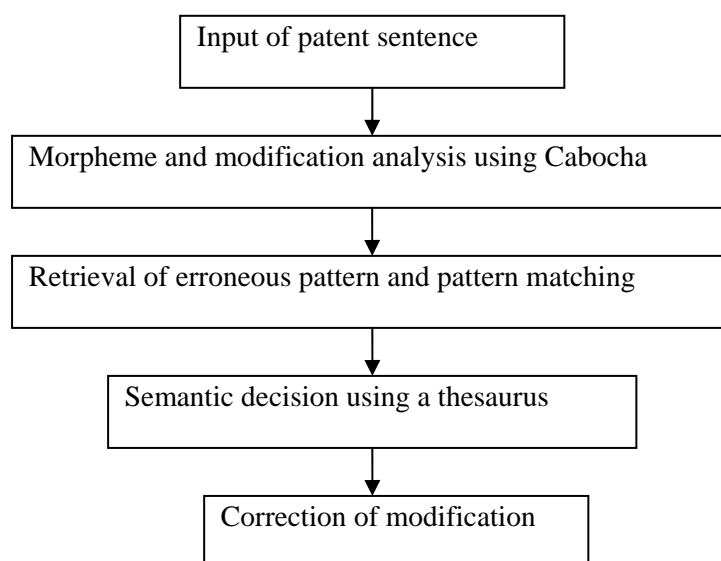 Input of patent sentence
Morpheme and modification analysis using Cabocha
Retrieval of erroneous pattern and pattern matching
Semantic decision using a thesaurus
Correction of modification